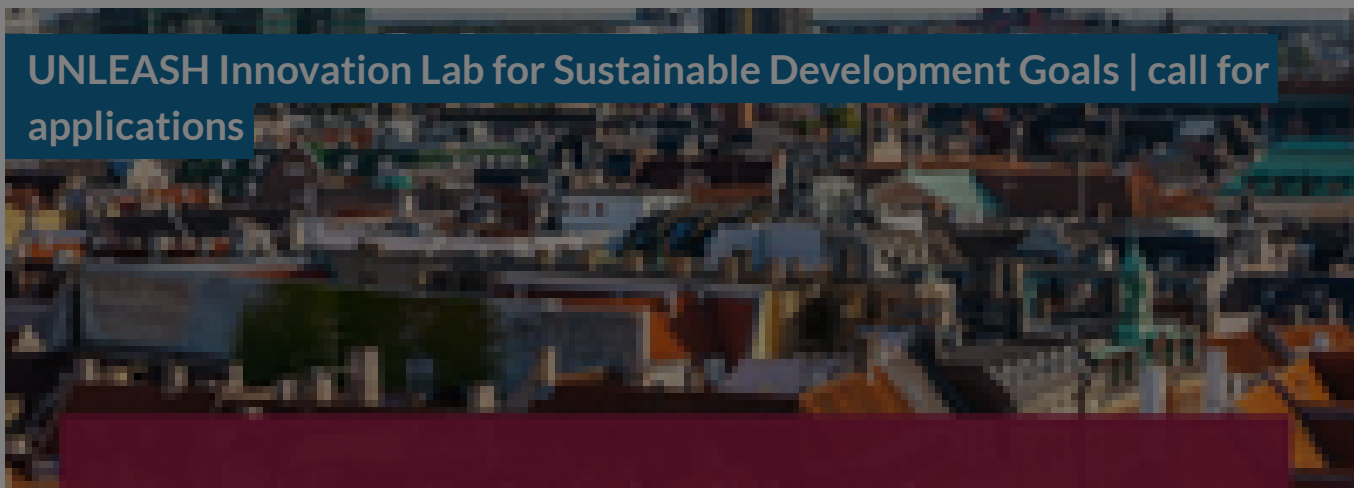 UNLEASH Innovation Lab for Sustainable Development Goals | call for
applications